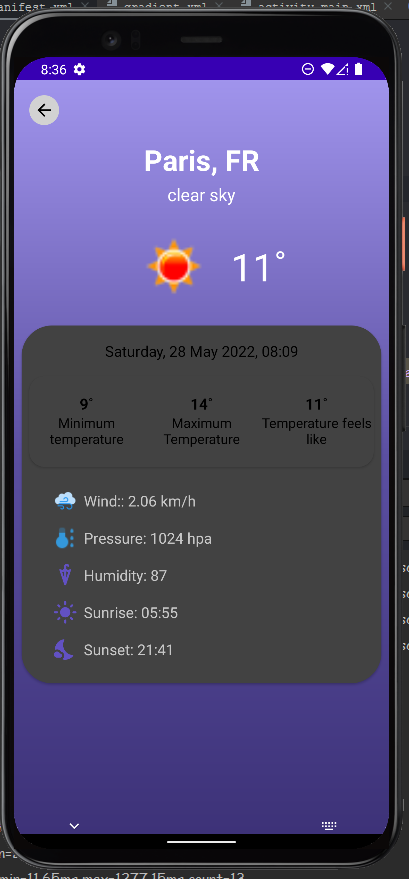 anifest.xml gradient.xml activity_main.xml
8:36
Paris, FR
clear sky
11°
Saturday, 28 May 2022, 08:09
9° 14° 11°
Minimum Maximum Temperature feels
temperature Temperature like
Wind:: 2.06 km/h
Pressure: 1024 hpa
Humidity: 87
Sunrise: 05:55
Sunset: 21:41
min=11.65ms max=1277.15ms count=13